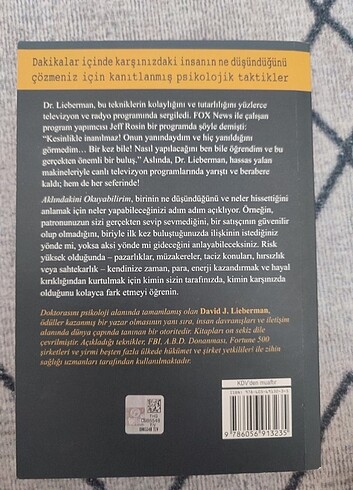 Dakikalar içinde karşınızdaki insanın ne düşündüğünü
çözmeniz için kanıtlanmış psikolojik taktikler
Dr. Lieberman, bu tekniklerin kolaylığını ve tutarlılığını yüzlerce
televizyon ve radyo programında sergiledi. FOX News ile çalışan
program yapımcısı Jeff Rosin bir programda şöyle demişti:
“Kesinlikle inanılmaz! Onun yanındaydım ve hiç yanıldığını
görmedim... Bir kez bile! Nasıl yapılacağını ben bile öğrendim ve bu
gerçekten önemli bir buluş.” Aslında, Dr. Lieberman, hassas yalan
makineleriyle canlı televizyon programlarında yarıştı ve berabere
kaldı; hem de her seferinde!
Aklındakini Okuyabilirim, birinin ne düşündüğünü ve neler hissettiğini
anlamak için neler yapabileceğinizi adım adım açıklıyor. Örneğin,
patronunuzun sizi gerçekten sevip sevmediğini, bir satışçının güvenilir
olup olmadığını, biriyle ilk kez buluştuğunuzda ilişkinin istediğiniz
yönde mi, yoksa aksi yönde mi gideceğini anlayabileceksiniz. Risk
yüksek olduğunda – pazarlıklar, müzakereler, taciz konuları, hırsızlık
veya sahtekarlık – kendinize zaman, para, enerji kazandırmak ve hayal
kırıklığından kurtulmak için kimin sizin tarafınızda, kimin karşınızda
olduğunu kolayca fark etmeyi öğrenin.
Doktorasını psikoloji alanında tamamlamış olan David J. Lieberman,
ödüller kazanmış bir yazar olmasının yanı sıra, insan davranışları ve iletişim
alanında dünya çapında tanınan bir otoritedir. Kitapları on sekiz dile
çevrilmiştir. Açıkladığı teknikler, FBI, A.B.D. Donanması, Fortune 500
şirketleri ve yirmi beşten fazla ülkede hükümet ve şirket yetkilileri ile zihin
sağlığı uzmanları tarafından kullanılmaktadır.
KDV'den muaftır
9 786056 913235